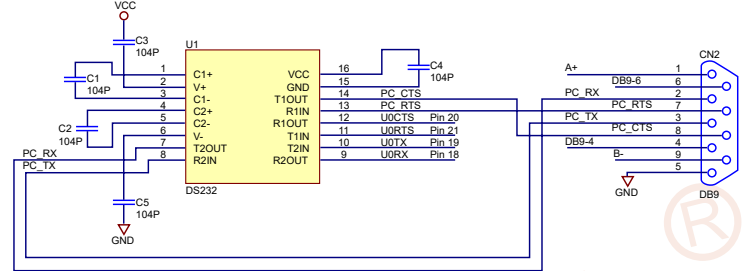 VCC
C3
104P
C1
104P
C2
104P
C5
104P
GND
PC_RX
PC_TX
U1
1 C1+
2 V+
3 C1-
4 C2+
5 C2-
6 V-
7 T2OUT
8 R2IN
VCC 16
GND 15
T1OUT 14 PC_CTS
R1IN 13 PC_RTS
R1OUT 12 U0CTS Pin 20
T1IN 11 U0RTS Pin 21
T2IN 10 U0TX Pin 19
R2OUT 9 U0RX Pin 18
DS232
C4
104P
CN2
A+ 1
DB9-6 6
PC_RX 2
PC_RTS 7
PC_TX 3
PC_CTS 8
DB9-4 4
B- 9
5
GND
DB9
R